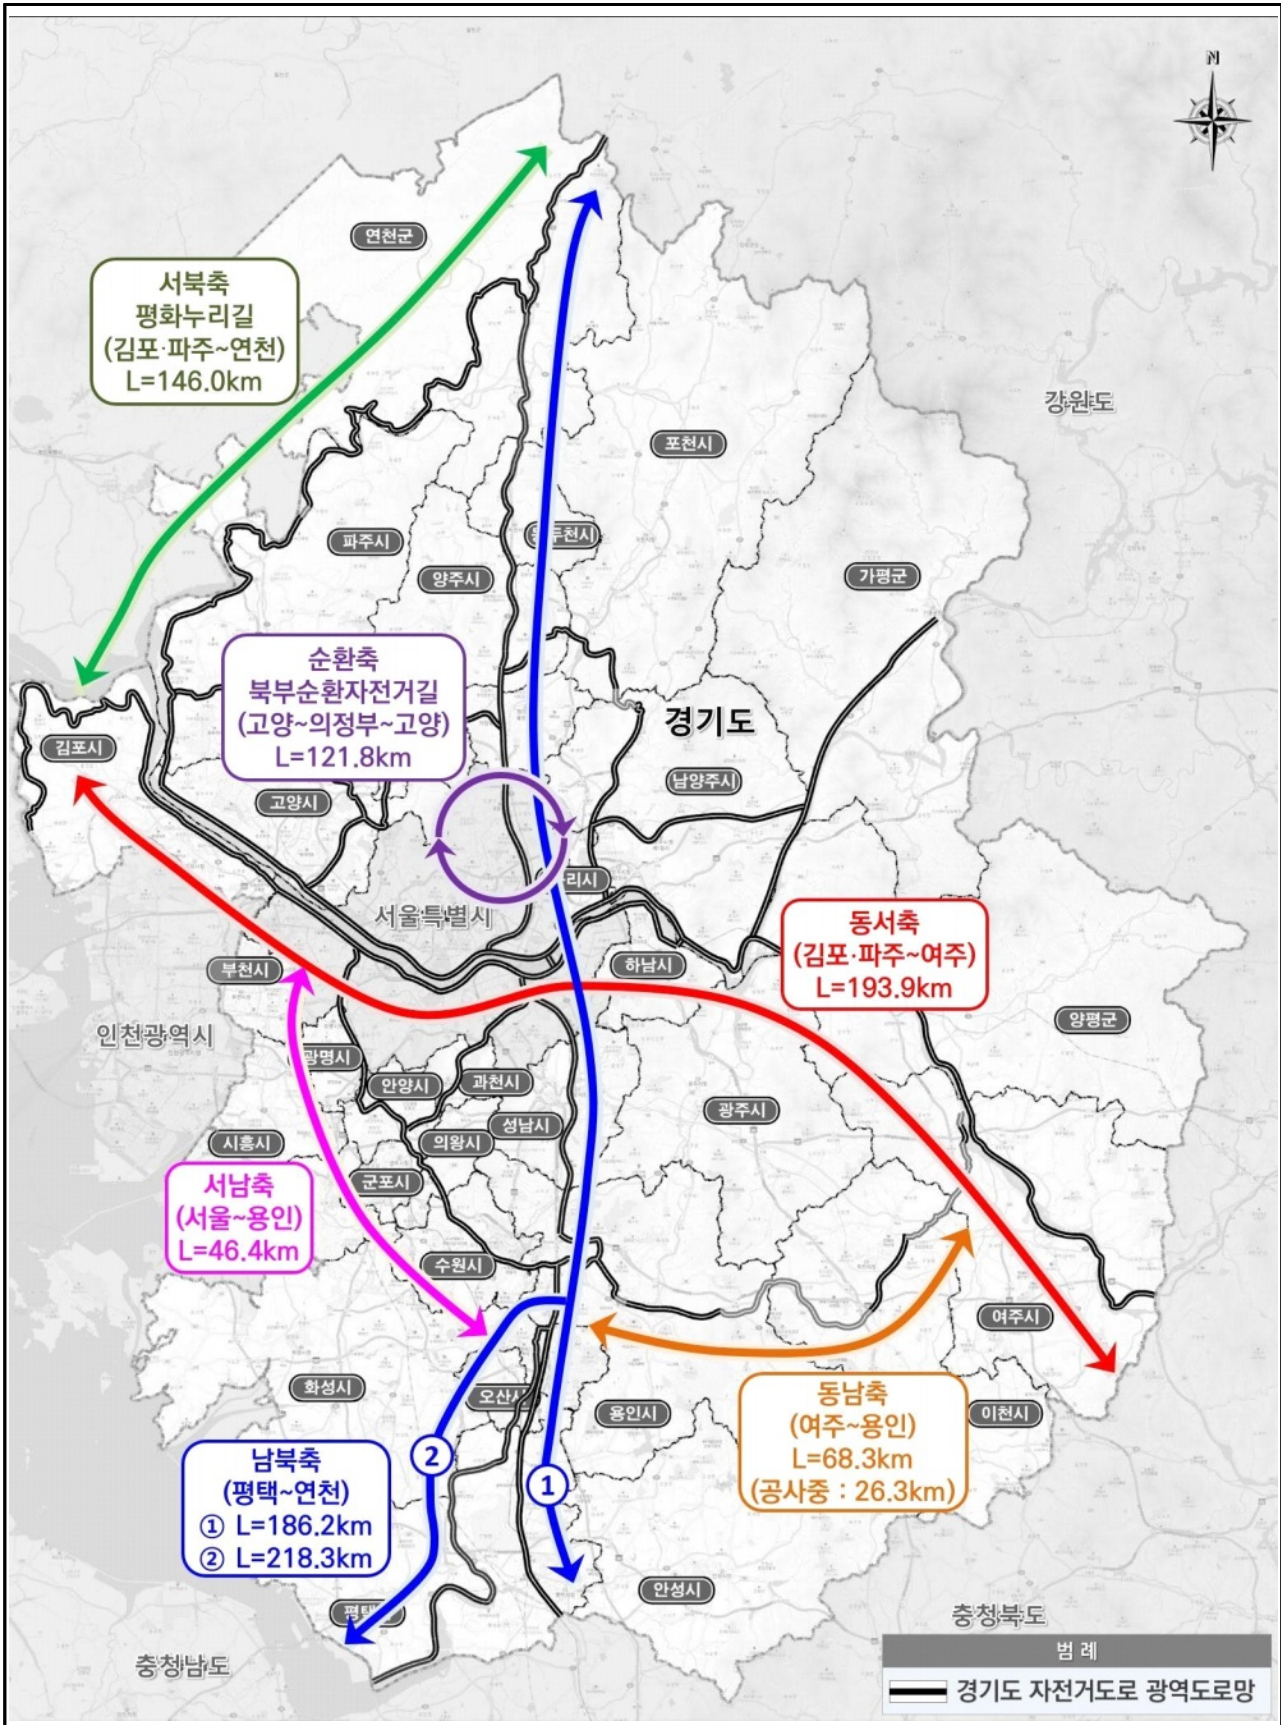 N
연천군
서북축
평화누리길
(김포·파주~연천)
L=146.0km
강원도
포천시
파주시
양주시
가평군
순환축
북부순환자전거길
(고양~의정부~고양)
L=121.8km
경기도
김포시
남양주시
고양시
서울특별시
동서축
(김포·파주~여주)
L=193.9km
부천시
하남시
인천광역시
양평군
광명시
안양시
과천시
광주시
성남시
시흥시
의왕시
군포시
서남축
(서울~용인)
L=46.4km
수원시
여주시
화성시
오산시
용인시
이천시
동남축
(여주~용인)
L=68.3km
(공사중 : 26.3km)
남북축
(평택~연천)
① L=186.2km
② L=218.3km
②
①
안성시
충청북도
충청남도
범 례
경기도 자전거도로 광역도로망